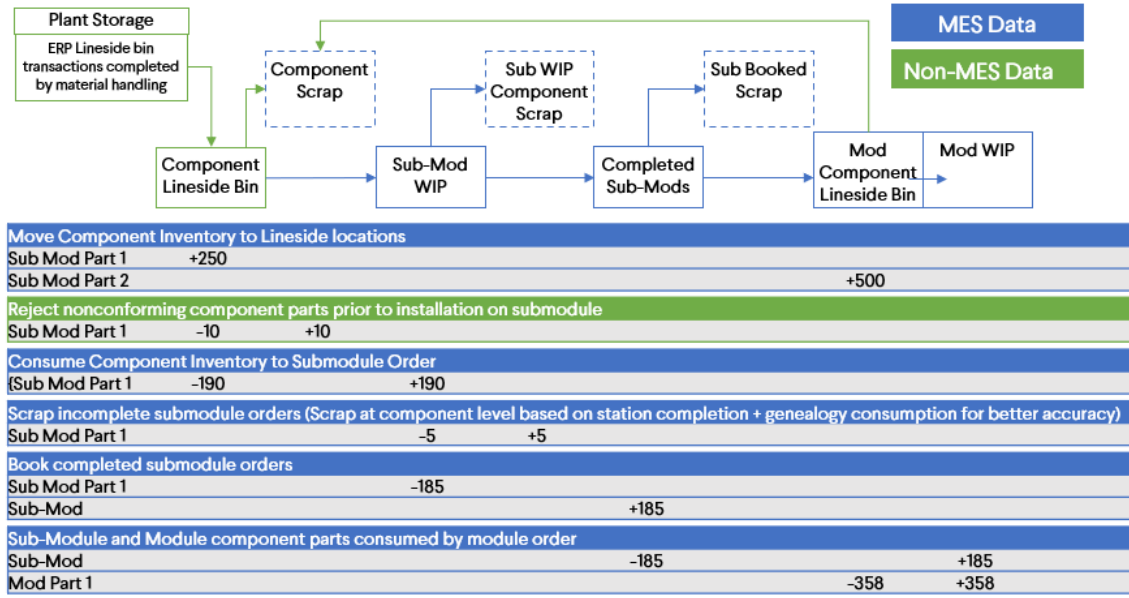 Plant Storage
ERP Lineside bin
transactions completed
by material handling
Component
Scrap
Sub WIP
Component
Scrap
Sub Booked
Scrap
MES Data
Non-MES Data
Component
Lineside Bin
Sub-Mod
WIP
Completed
Sub-Mods
Mod
Component
Lineside Bin
Mod WIP
Move Component Inventory to Lineside locations
Sub Mod Part 1 +250
Sub Mod Part 2 +500
Reject nonconforming component parts prior to installation on submodule
Sub Mod Part 1 -10 +10
Consume Component Inventory to Submodule Order
{Sub Mod Part 1 -190 +190
Scrap incomplete submodule orders (Scrap at component level based on station completion + genealogy consumption for better accuracy)
Sub Mod Part 1 -5 +5
Book completed submodule orders
Sub Mod Part 1 -185
Sub-Mod +185
Sub-Module and Module component parts consumed by module order
Sub-Mod -185 +185
Mod Part 1 -358 +358